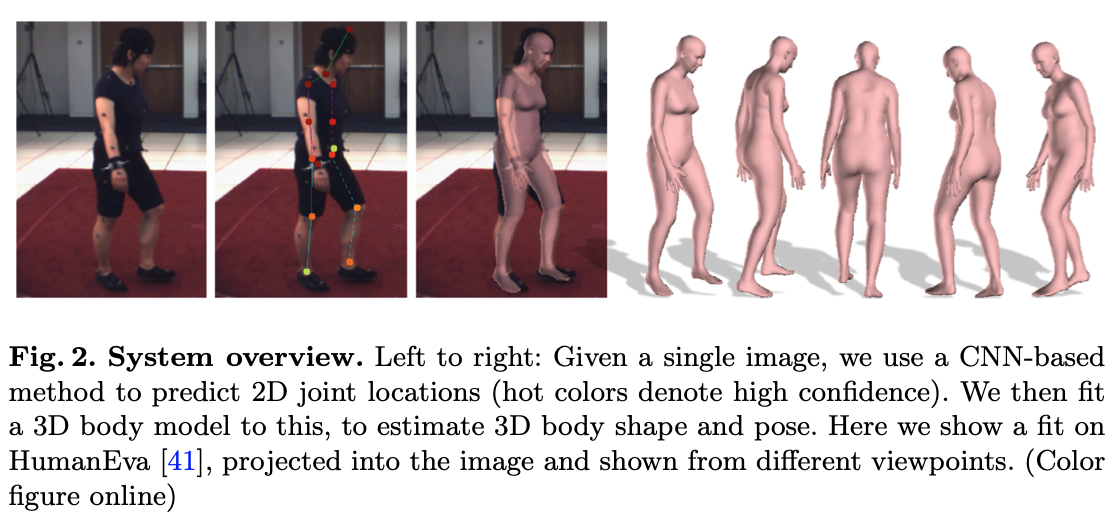 Fig. 2. System overview. Left to right: Given a single image, we use a CNN-based
method to predict 2D joint locations (hot colors denote high confidence). We then fit
a 3D body model to this, to estimate 3D body shape and pose. Here we show a fit on
HumanEva [41], projected into the image and shown from different viewpoints. (Color
figure online)